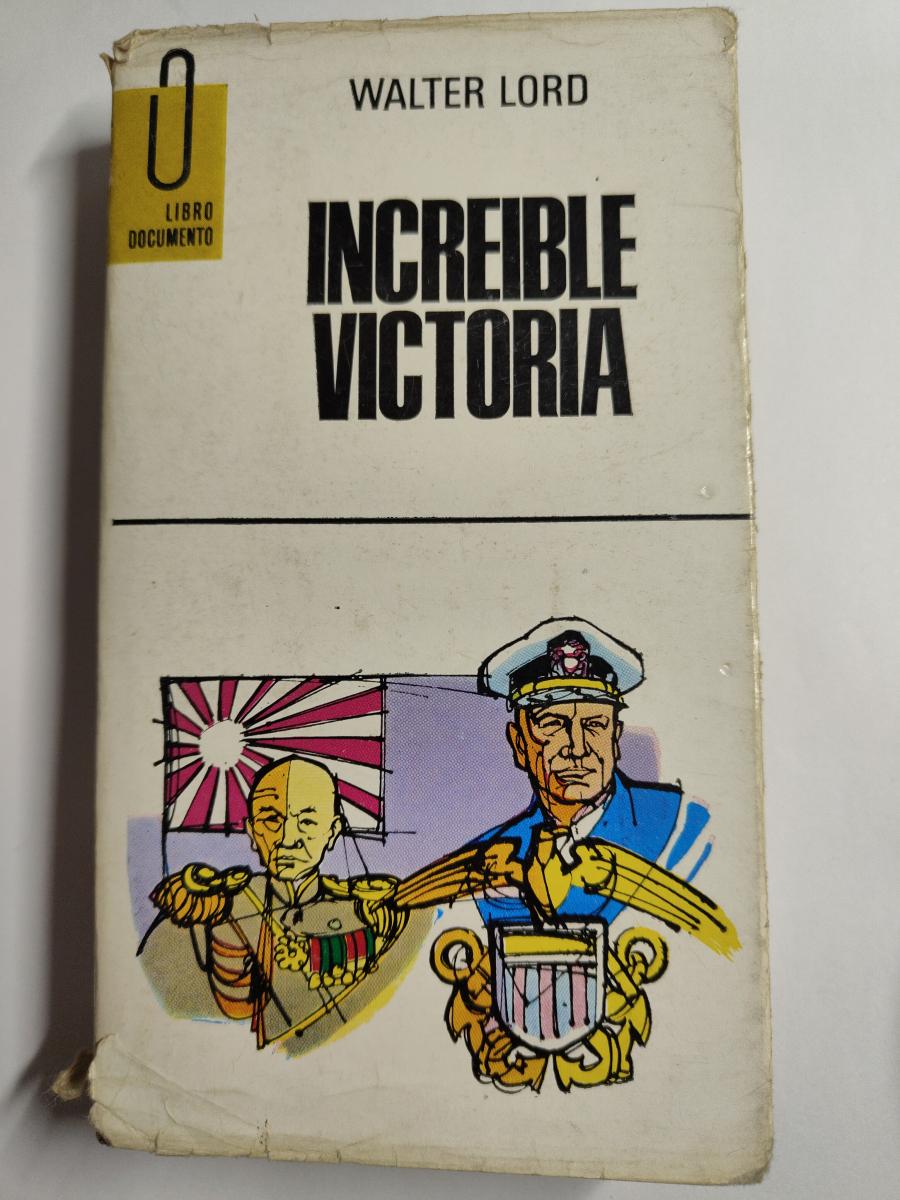 WALTER LORD
LIBRO
DOCUMENTO
INCREIBLE
VICTORIA